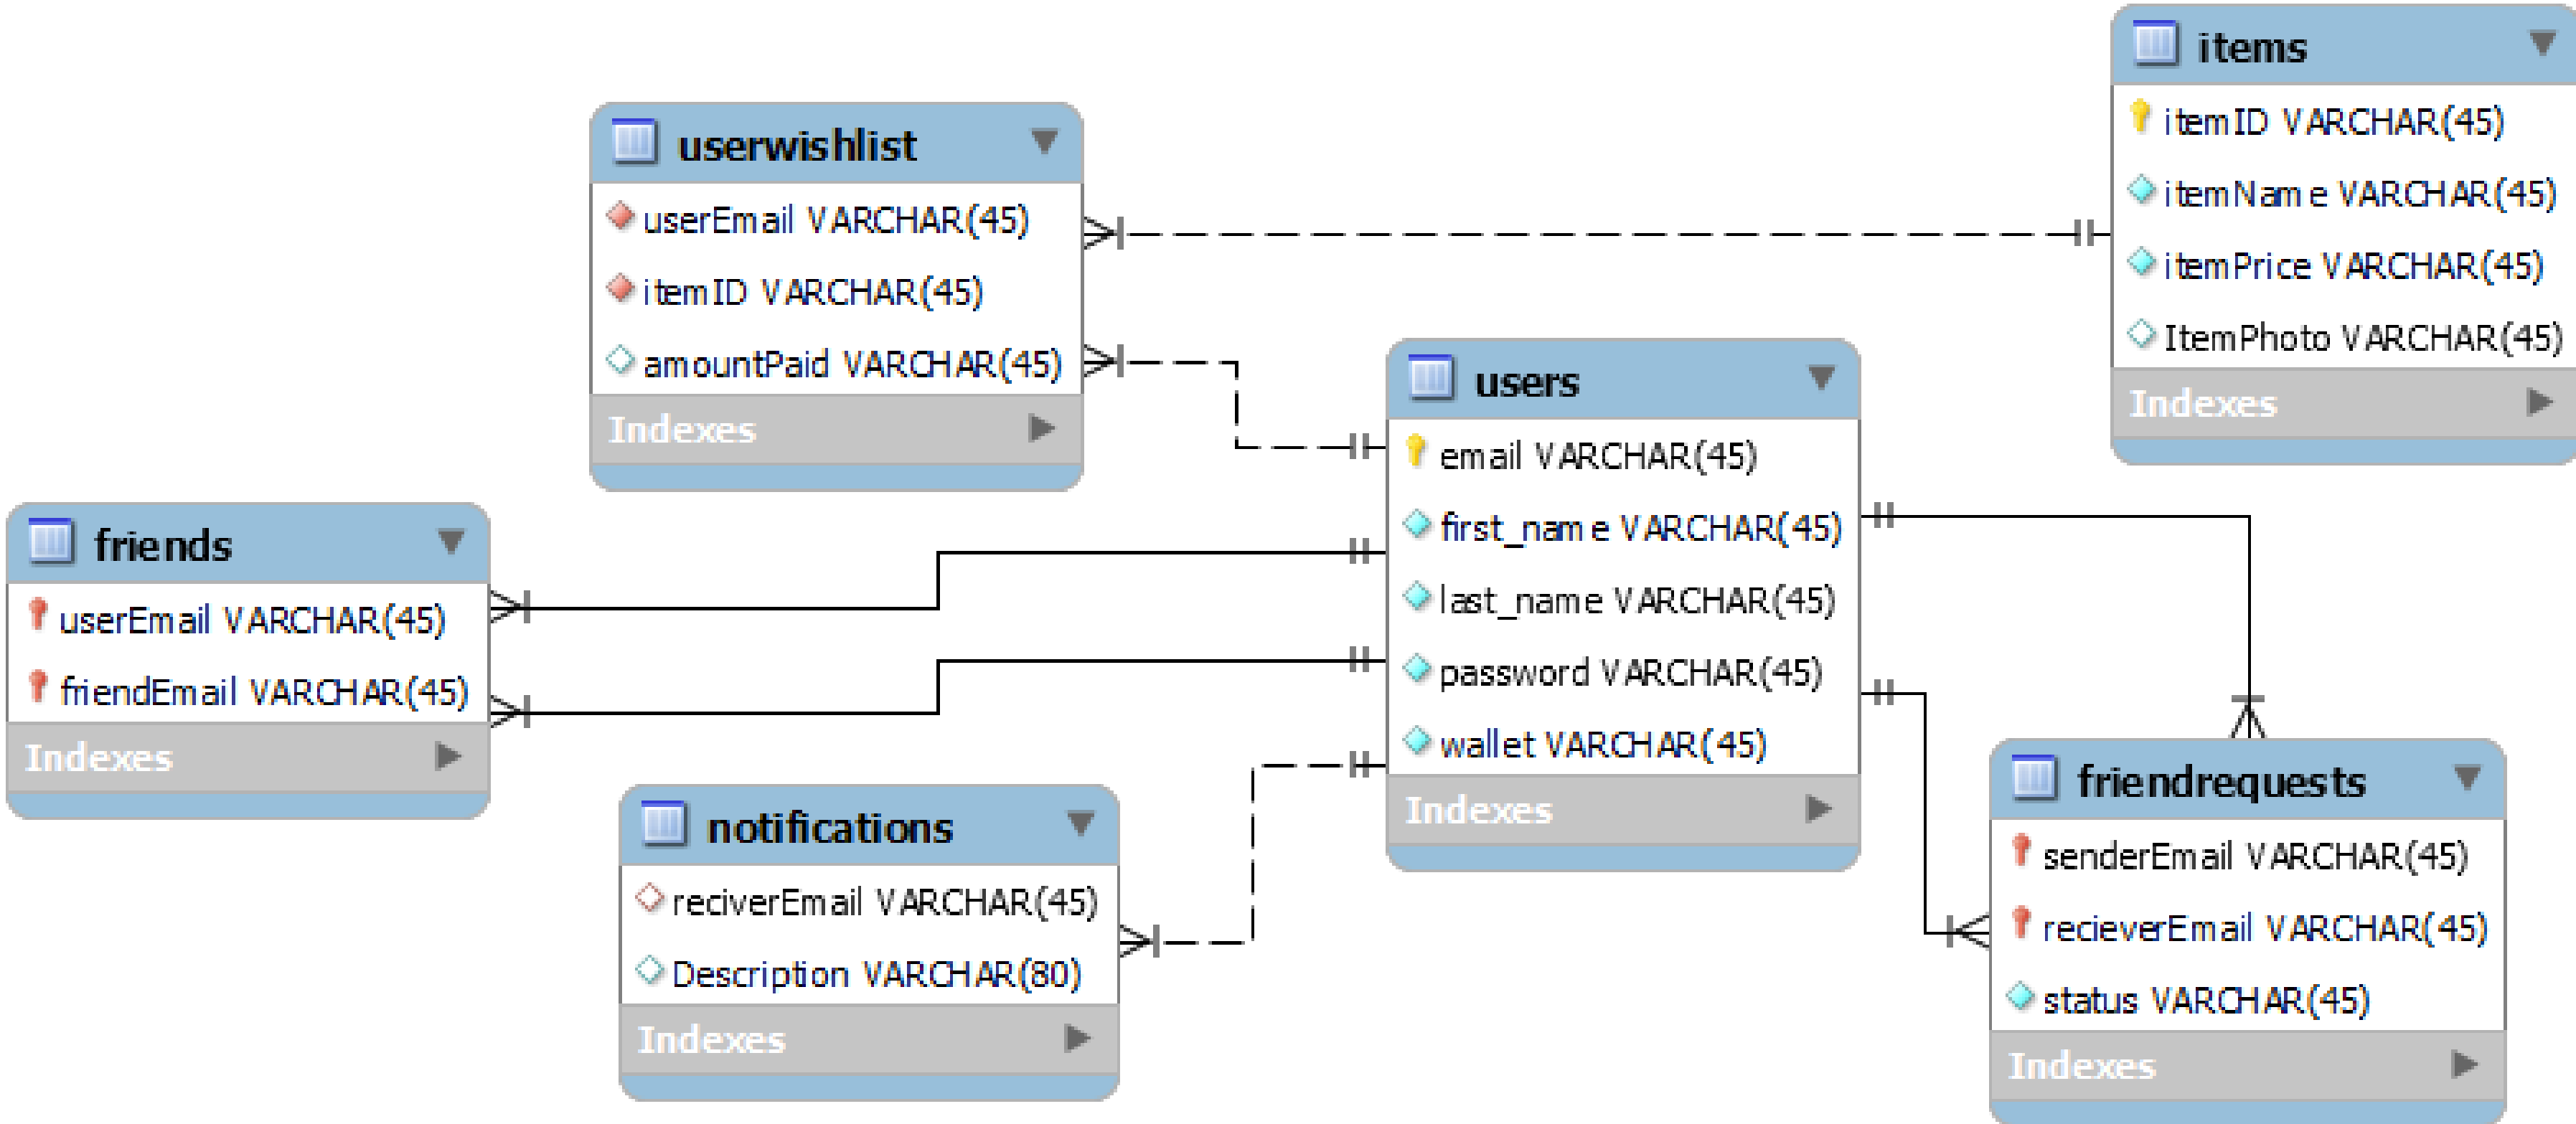 items
itemID VARCHAR(45)
itemName VARCHAR(45)
itemPrice VARCHAR(45)
ItemPhoto VARCHAR(45)
Indexes
userwishlist
userEmail VARCHAR(45)
itemID VARCHAR(45)
amountPaid VARCHAR(45)
Indexes
users
email VARCHAR(45)
first_name VARCHAR(45)
last_name VARCHAR(45)
password VARCHAR(45)
wallet VARCHAR(45)
Indexes
friends
userEmail VARCHAR(45)
friendEmail VARCHAR(45)
Indexes
notifications
reciverEmail VARCHAR(45)
Description VARCHAR(80)
Indexes
friendrequests
senderEmail VARCHAR(45)
recieverEmail VARCHAR(45)
status VARCHAR(45)
Indexes